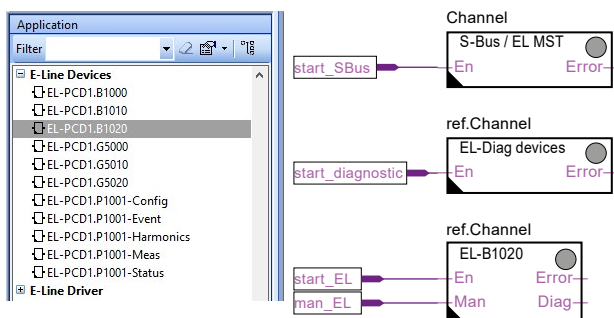 Application
Filter
E-Line Devices
EL-PCD1.B1000
EL-PCD1.B1010
EL-PCD1.B1020
EL-PCD1.G5000
EL-PCD1.G5010
EL-PCD1.G5020
EL-PCD1.P1001-Config
EL-PCD1.P1001-Event
EL-PCD1.P1001-Harmonics
EL-PCD1.P1001-Meas
EL-PCD1.P1001-Status
E-Line Driver
Channel
S-Bus / EL MST
start_SBus
En Error
ref.Channel
EL-Diag devices
start_diagnostic
En Error
ref.Channel
EL-B1020
start_EL
En Error
man_EL
Man Diag